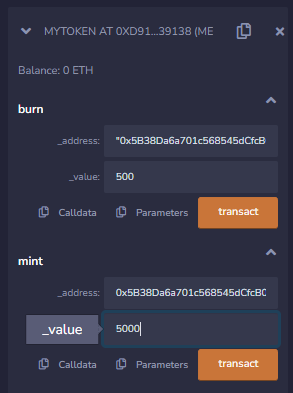 MYTOKEN AT 0XD91...39138 (ME
Balance: 0 ETH
burn
_address: "0x5B38Da6a701c568545dCfcB
_value: 500
Calldata Parameters transact
mint
_address: 0x5B38Da6a701c568545dCfcB0
_value 5000
Calldata Parameters transact